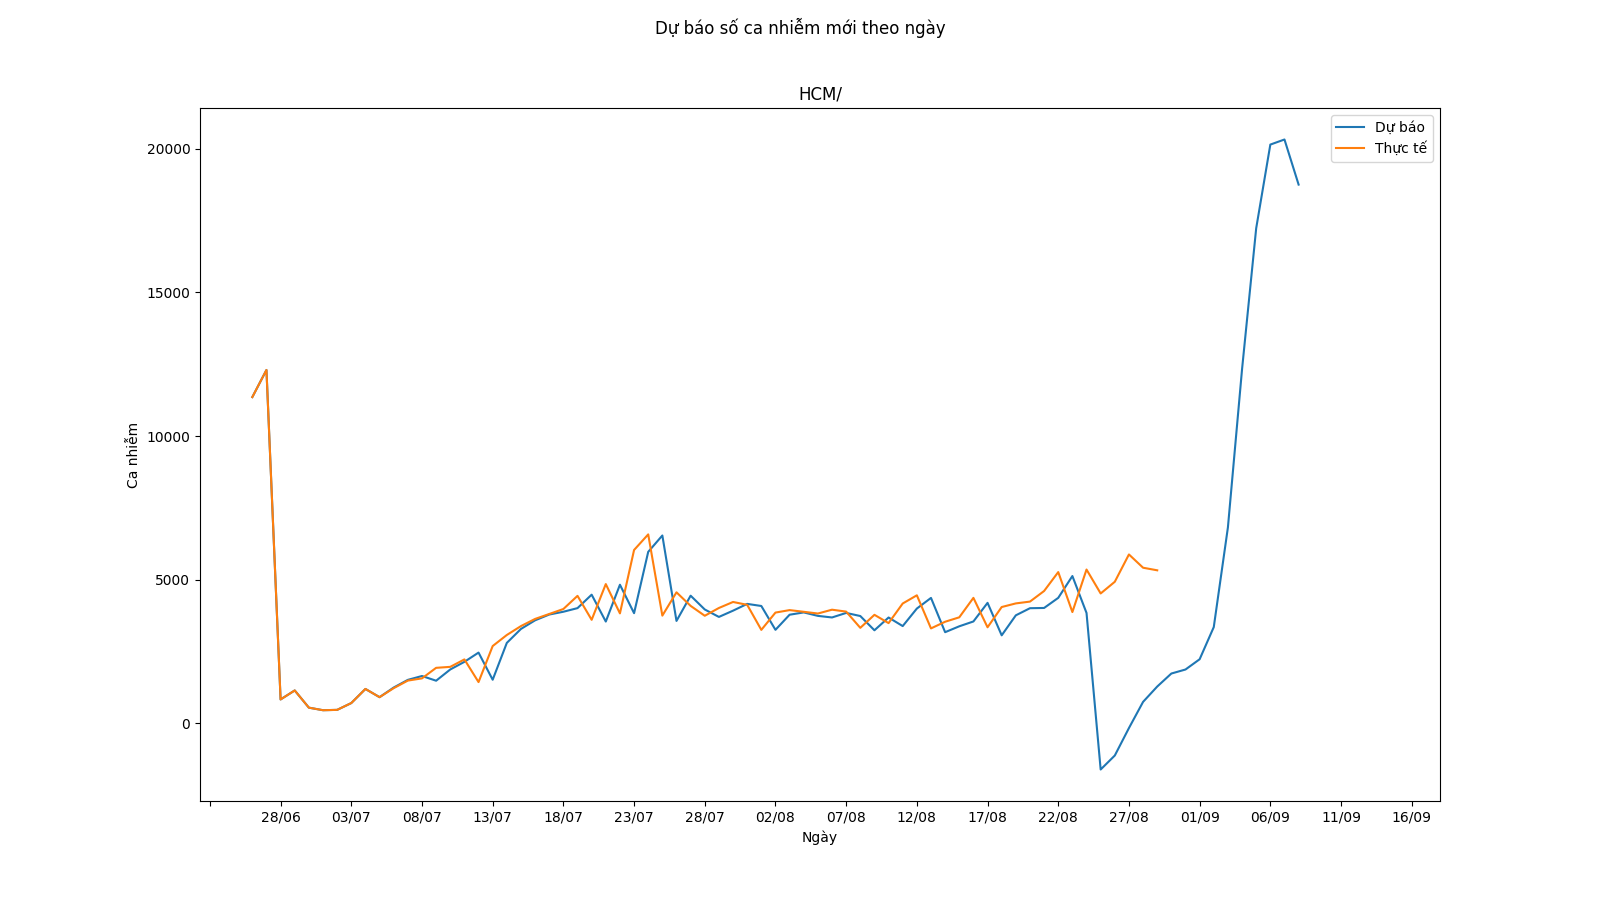 Dự báo số ca nhiễm mới theo ngày
HCM/
Dự báo
Thực tế
20000
15000
10000
5000
0
Ca nhiễm
28/06 03/07 08/07 13/07 18/07 23/07 28/07 02/08 07/08 12/08 17/08 22/08 27/08 01/09 06/09 11/09 16/09
Ngày